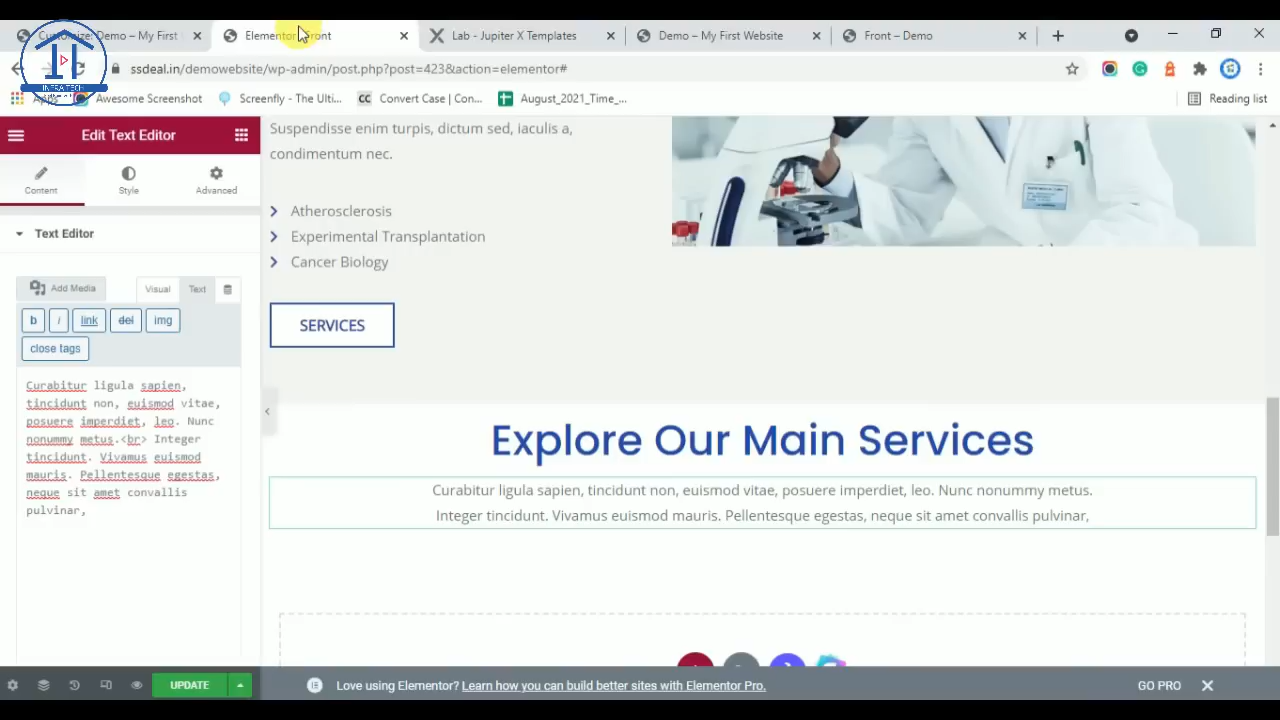 Customize: Demo – My First
Elementor
Front
Lab - Jupiter X Templates
Demo – My First Website
Front – Demo
INFRA TECH
ssdeal.in/demowebsite/wp-admin/post.php?post=423&action=elementor#
Apps
Awesome Screenshot
Screenfly - The Ulti...
CC Convert Case | Con...
August_2021_Time_...
Reading list
Edit Text Editor
Content
Style
Advanced
Text Editor
Add Media
Visual
Text
b
i
link
del
img
close tags
Curabitur ligula sapien,
tincidunt non, euismod vitae,
posuere imperdiet, leo. Nunc
nonummy metus.<br> Integer
tincidunt. Vivamus euismod
mauris. Pellentesque egestas,
neque sit amet convallis
pulvinar,
UPDATE
Suspendisse enim turpis, dictum sed, iaculis a,
condimentum nec.
Atherosclerosis
Experimental Transplantation
Cancer Biology
SERVICES
Explore Our Main Services
Curabitur ligula sapien, tincidunt non, euismod vitae, posuere imperdiet, leo. Nunc nonummy metus.
Integer tincidunt. Vivamus euismod mauris. Pellentesque egestas, neque sit amet convallis pulvinar,
Love using Elementor? Learn how you can build better sites with Elementor Pro.
GO PRO